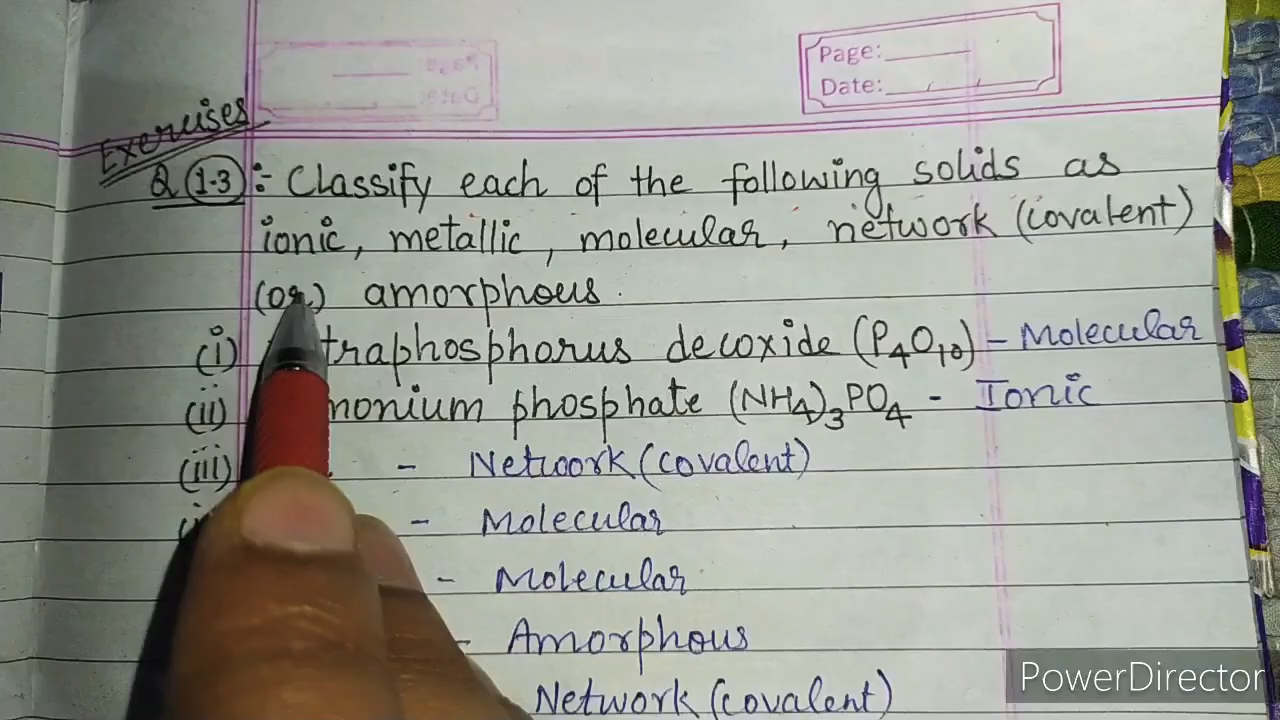 Page:
Date:
Exercises
Q 1.3 :- Classify each of the following solids as
ionic, metallic, molecular, network (covalent)
(or) amorphous.
(i) traphosphorus decoxide (P4O10) - Molecular
(ii) monium phosphate (NH4)3PO4 - Ionic
(iii) - Network (covalent)
- Molecular
- Molecular
- Amorphous
Network (covalent)
PowerDirector